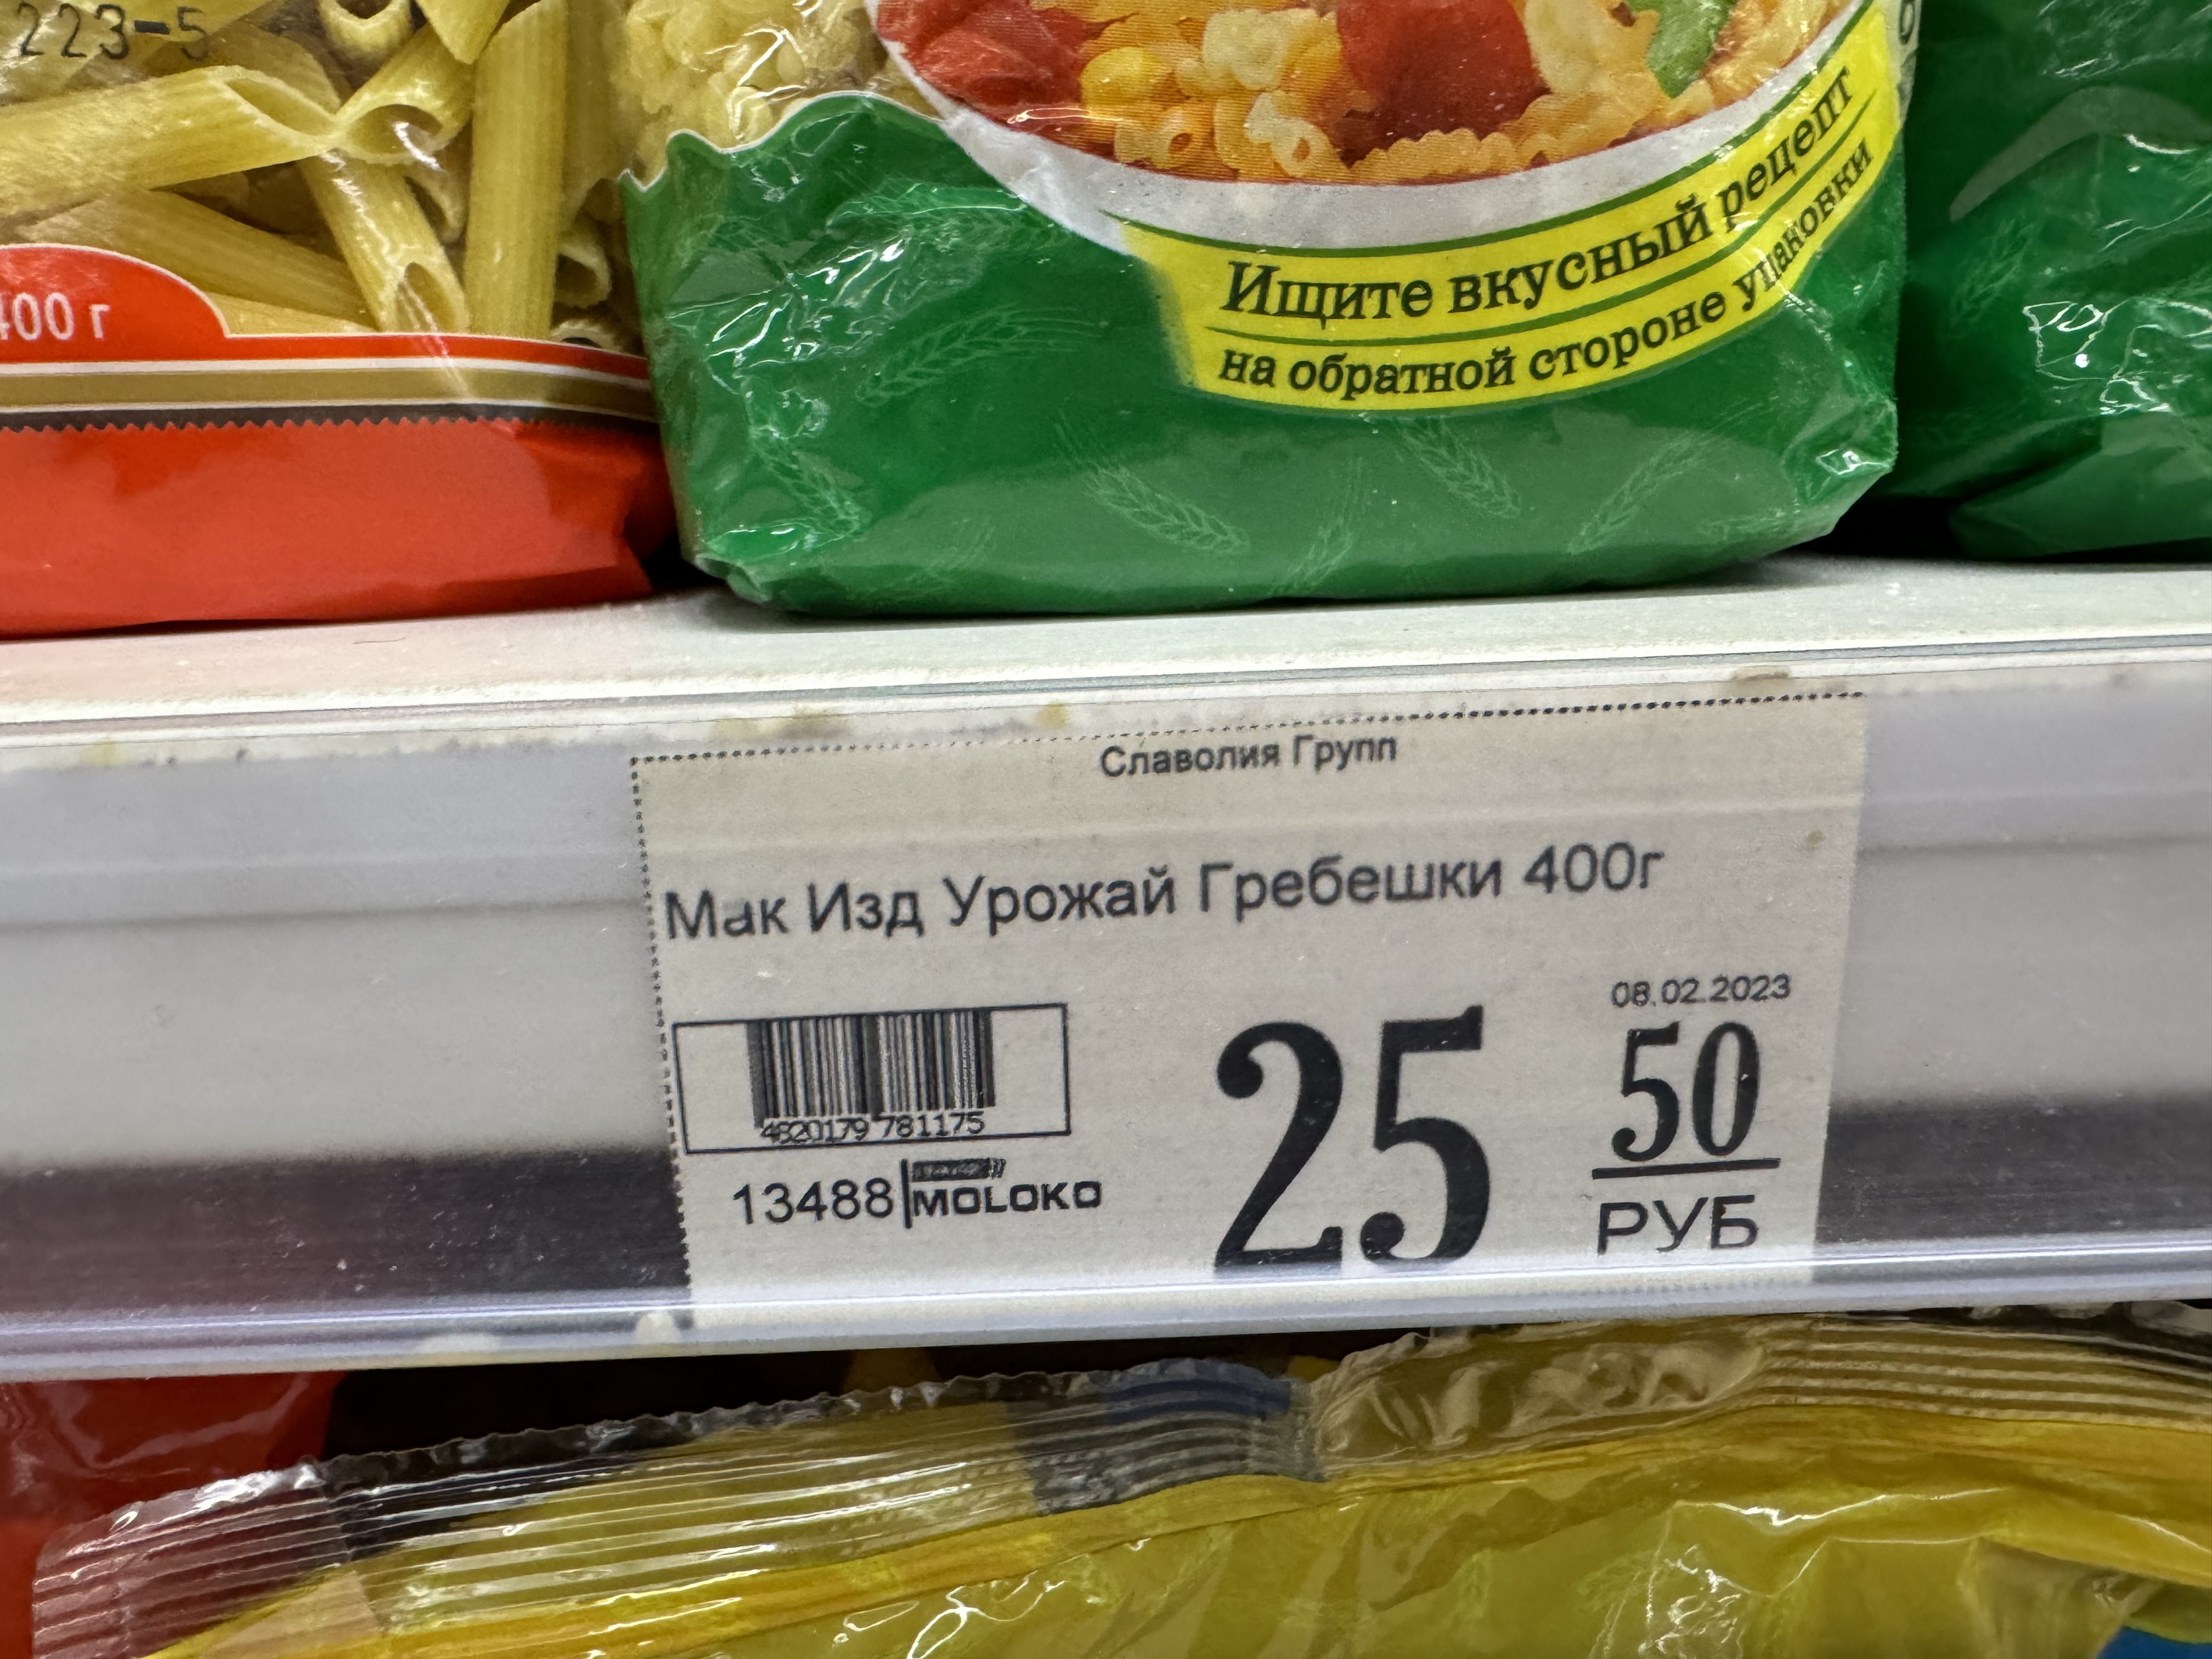 223-5
400 г
Ищите вкусный рецепт
на обратной стороне упаковки
Славолия Групп
Мак Изд Урожай Гребешки 400г
08.02.2023
25 50
РУБ
4820179 781175
13488 MOLOKO